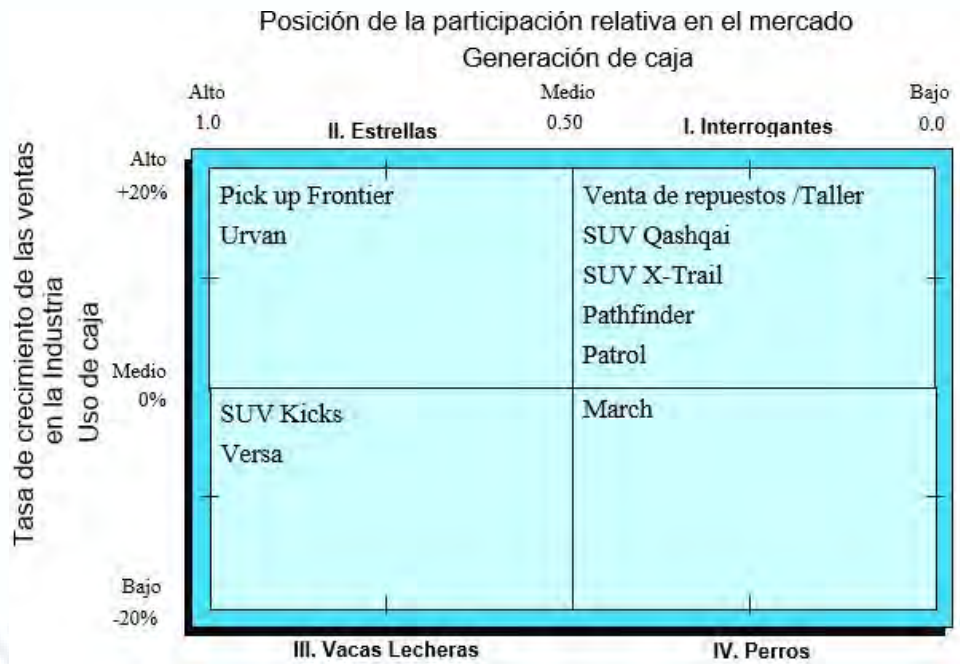 Posición de la participación relativa en el mercado
Generación de caja
Alto
Medio
Bajo
1.0
II. Estrellas
0.50
I. Interrogantes
0.0
Tasa de crecimiento de las ventas
en la Industria
Uso de caja
Alto
+20%
Pick up Frontier
Urvan
Venta de repuestos /Taller
SUV Qashqai
SUV X-Trail
Pathfinder
Patrol
Medio
0%
SUV Kicks
Versa
March
Bajo
-20%
III. Vacas Lecheras
IV. Perros